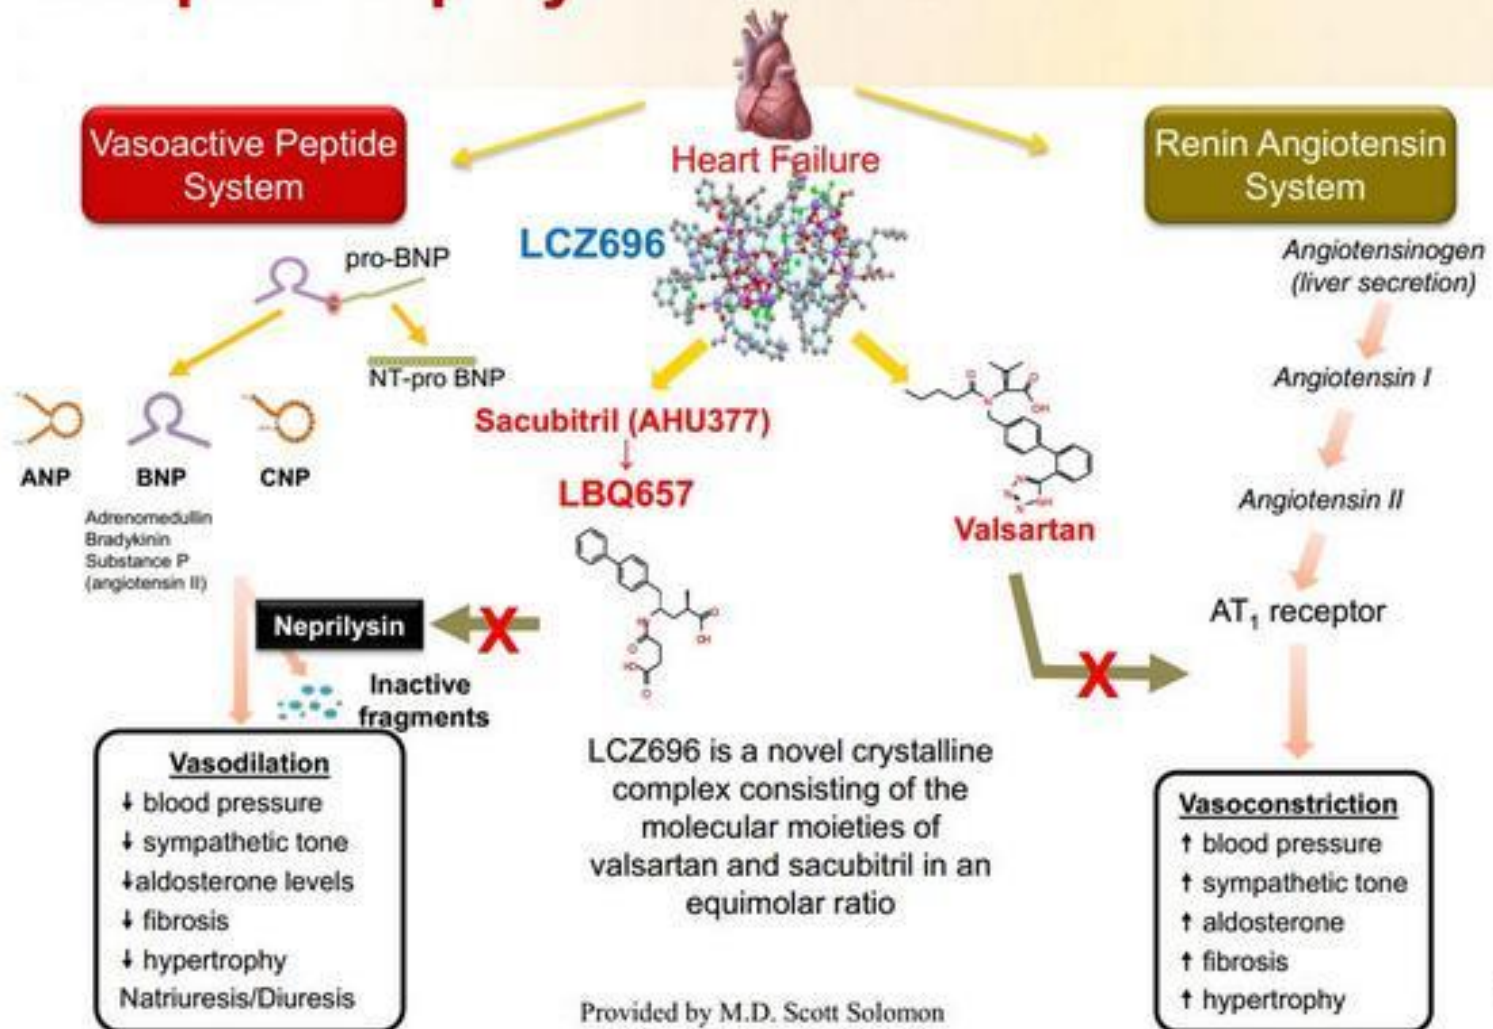 Heart Failure
Vasoactive Peptide
System
Renin Angiotensin
System
LCZ696
pro-BNP
NT-pro BNP
ANP
BNP
CNP
Adrenomedullin
Bradykinin
Substance P
(angiotensin II)
Neprilysin
Inactive
fragments
Vasodilation
↓ blood pressure
↓ sympathetic tone
↓aldosterone levels
↓ fibrosis
↓ hypertrophy
Natriuresis/Diuresis
Sacubitril (AHU377)
↓
LBQ657
Valsartan
X
X
LCZ696 is a novel crystalline
complex consisting of the
molecular moieties of
valsartan and sacubitril in an
equimolar ratio
Provided by M.D. Scott Solomon
Angiotensinogen
(liver secretion)
Angiotensin I
Angiotensin II
AT₁ receptor
Vasoconstriction
↑ blood pressure
↑ sympathetic tone
↑ aldosterone
↑ fibrosis
↑ hypertrophy